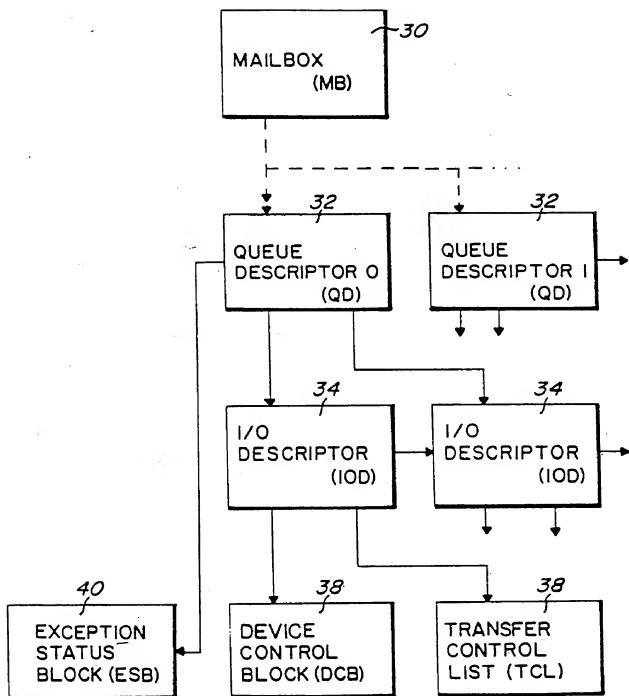 30
MAILBOX
(MB)
32
QUEUE
DESCRIPTOR 0
(QD)
32
QUEUE
DESCRIPTOR 1
(QD)
34
I/O
DESCRIPTOR
(IOD)
34
I/O
DESCRIPTOR
(IOD)
40
EXCEPTION
STATUS
BLOCK (ESB)
38
DEVICE
CONTROL
BLOCK (DCB)
38
TRANSFER
CONTROL
LIST (TCL)